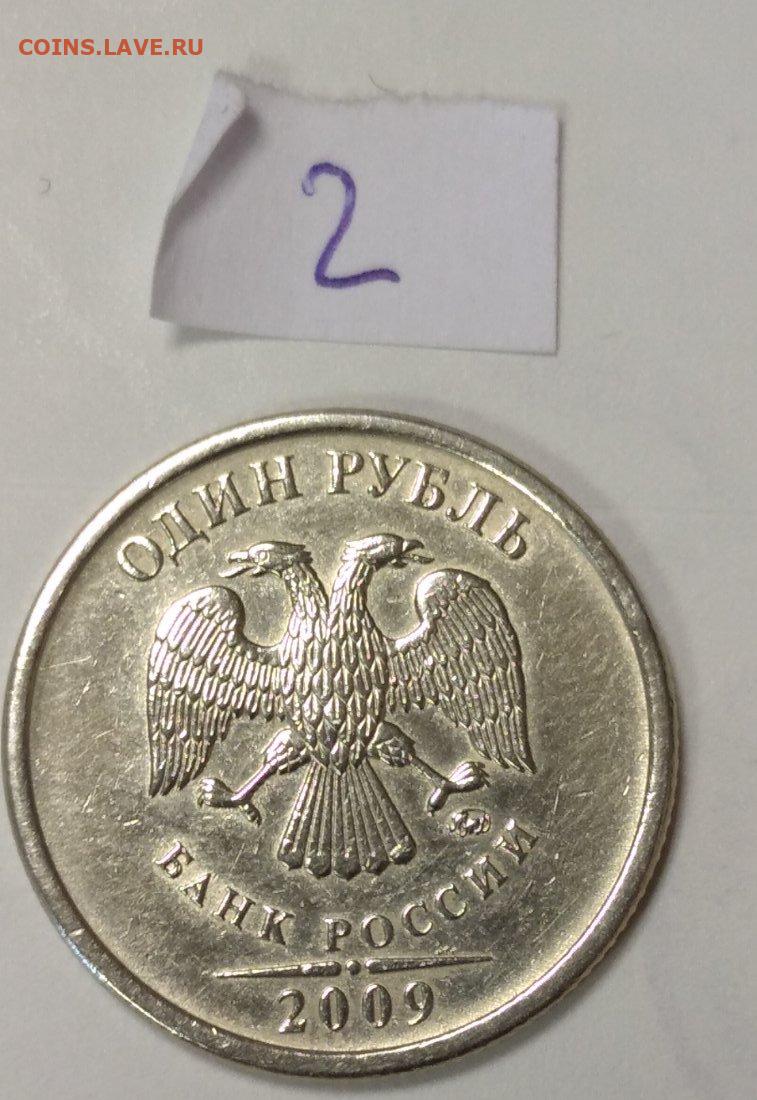 COINS.LAVE.RU
2
ОДИН РУБЛЬ
БАНК РОССИИ
2009